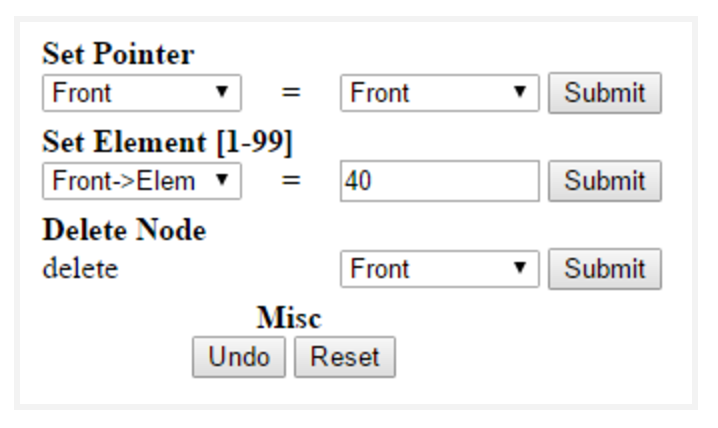 Set Pointer
Front = Front Submit
Set Element [1-99]
Front->Elem = 40 Submit
Delete Node
delete Front Submit
Misc
Undo Reset